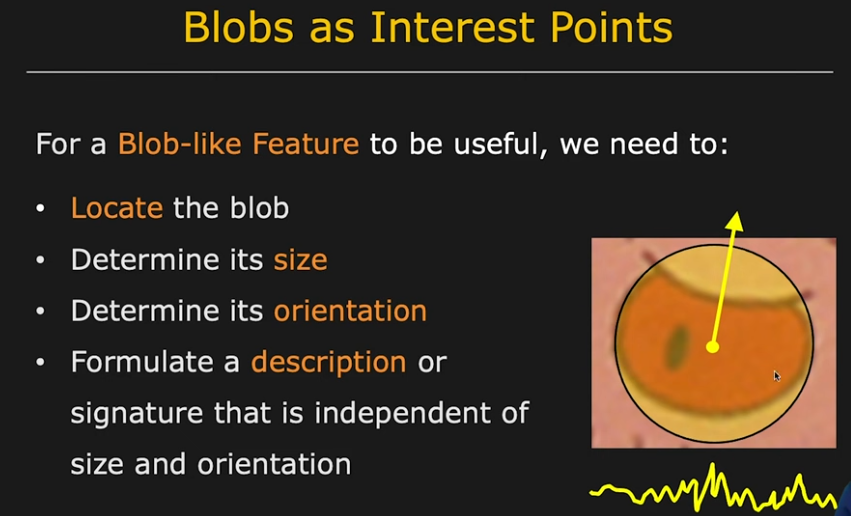 Blobs as Interest Points
For a Blob-like Feature to be useful, we need to:
• Locate the blob
• Determine its size
• Determine its orientation
• Formulate a description or
signature that is independent of
size and orientation